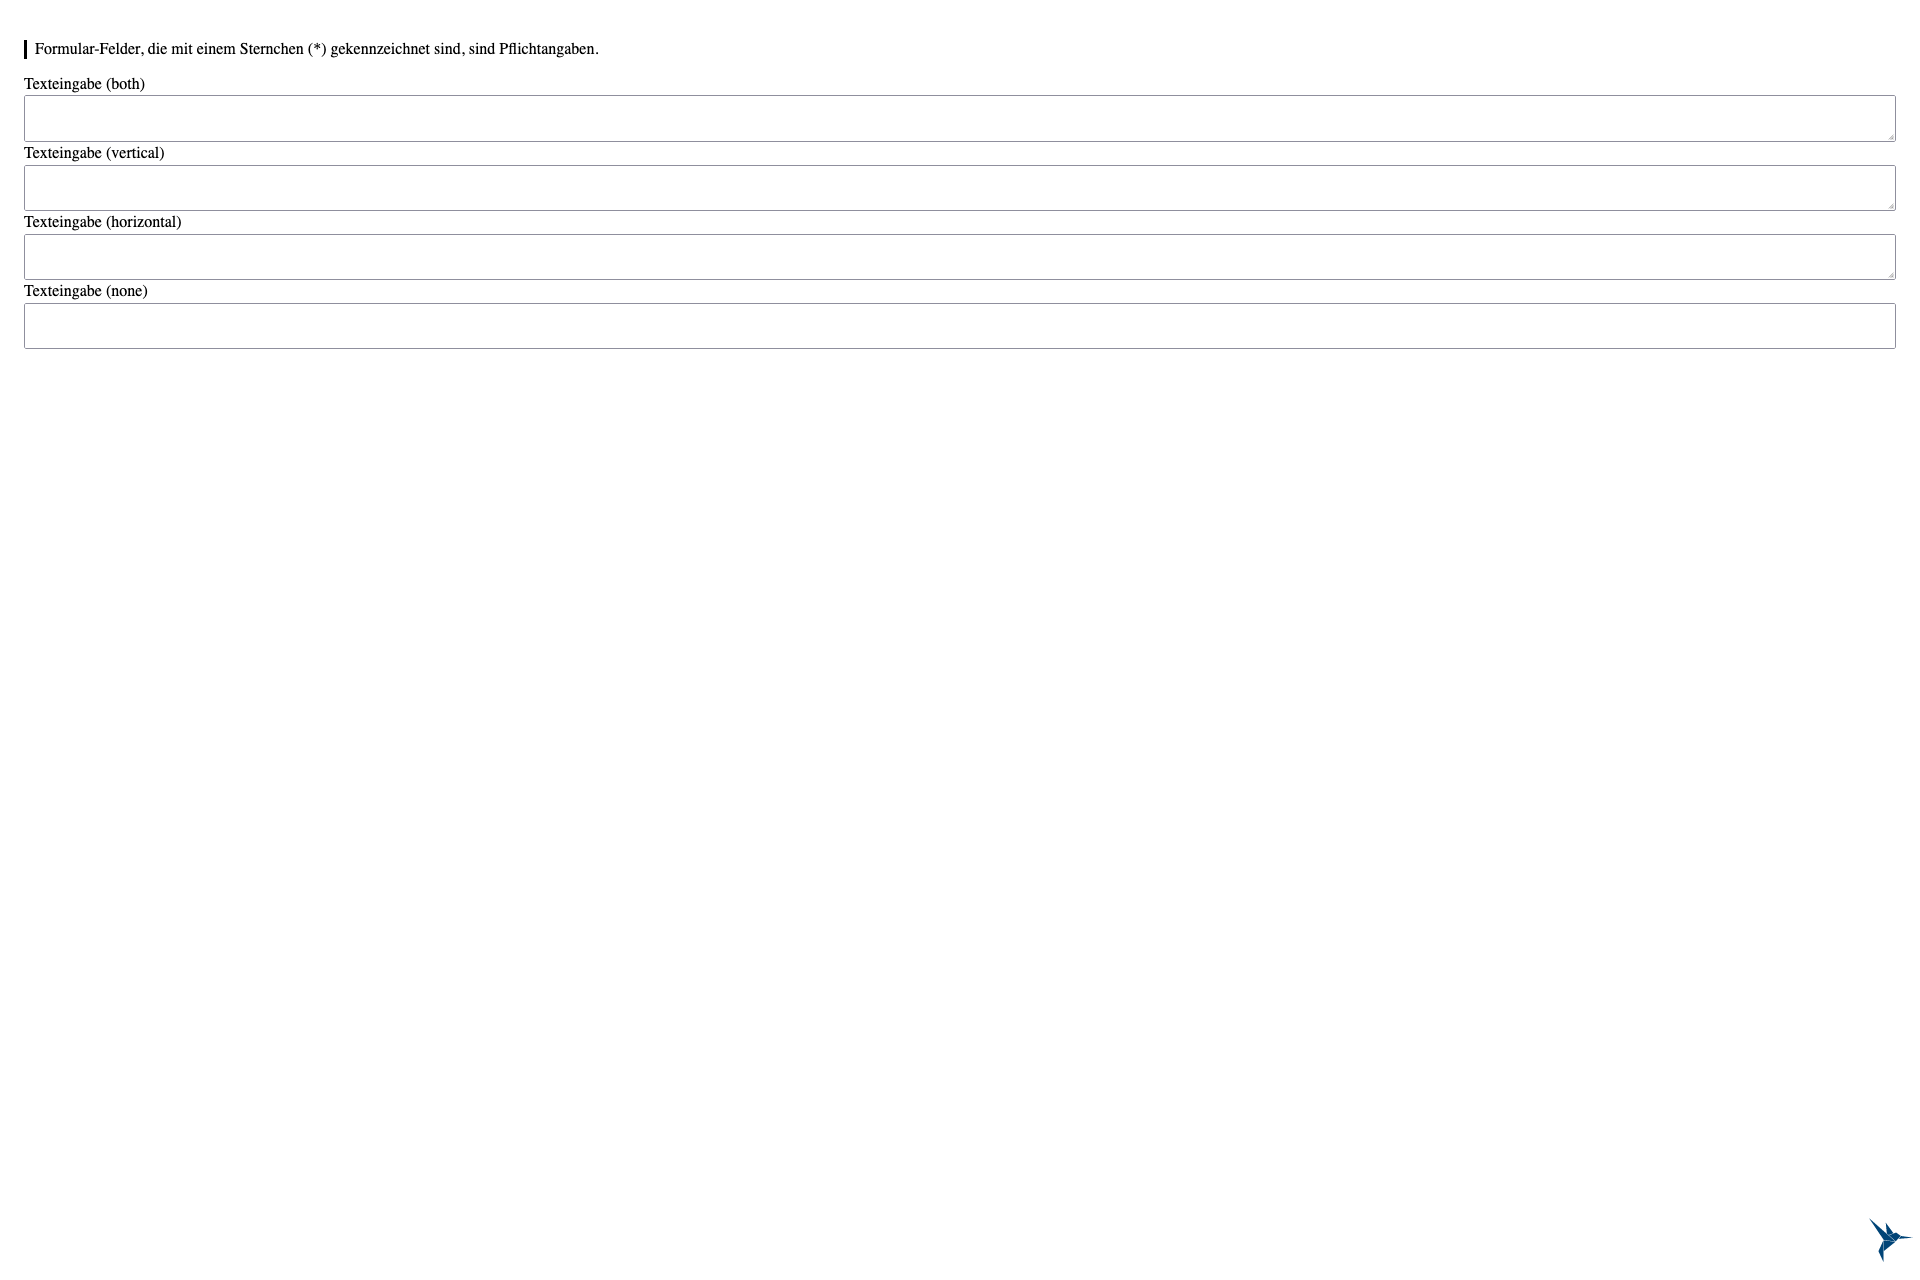 Formular-Felder, die mit einem Sternchen (*) gekennzeichnet sind, sind Pflichtangaben.
Texteingabe (both)
Texteingabe (vertical)
Texteingabe (horizontal)
Texteingabe (none)